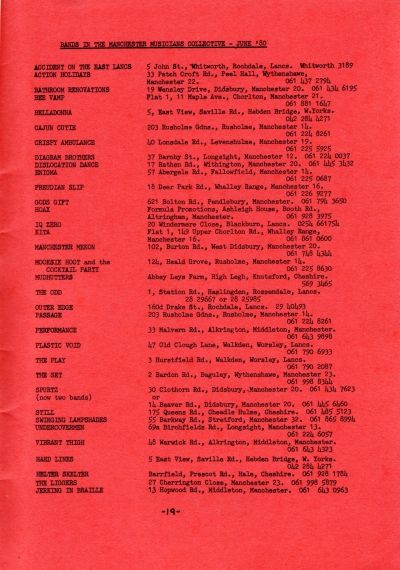 BANDS IN THE MANCHESTER MUSICIANS COLLECTIVE - JUNE '80
ACCIDENT ON THE EAST LANCS 5 John St., Whitworth, Rochdale, Lancs. Whitworth 3189
ACTION HOLIDAYS 33 Petch Croft Rd., Peel Hall, Wythenshawe,
Manchester 22. 061 437 2794
BATHROOM RENOVATIONS 19 Wensley Drive, Didsbury, Manchester 20. 061 434 6195
BEE VAMP Flat 1, 11 Maple Ave., Chorlton, Manchester 21.
061 881 1647
BELLADONNA 5, East View, Saville Rd., Hebden Bridge, W.Yorks.
042 284 4271
CAJUN CUTIE 203 Rusholme Gdns., Rusholme, Manchester 14.
061 224 8261
CRISPY AMBULANCE 40 Lonsdale Rd., Levenshulme, Manchester 19.
061 225 5925
DIAGRAM BROTHERS 37 Barnby St., Longsight, Manchester 12. 061 224 0037
DISLOCATION DANCE 17 Rathen Rd., Withington, Manchester 20. 061 445 3432
ENIGMA 57 Abergele Rd., Fallowfield, Manchester 14.
061 225 0687
FREUDIAN SLIP 18 Deer Park Rd., Whalley Range, Manchester 16.
061 226 9277
GODS GIFT 621 Bolton Rd., Pendlebury, Manchester. 061 794 3650
HOAX Formula Promotions, Ashleigh House, Booth Rd.,
Altringham, Manchester. 061 928 3975
IQ ZERO 20 Windermere Close, Blackburn, Lancs. 0254 661754
KITA Flat 1, 149 Upper Chorlton Rd., Whalley Range,
Manchester 16. 061 861 0600
MANCHESTER MEKON 102, Burton Rd., West Didsbury, Manchester 20.
061 748 4344
MOONSIE HOOT and the 124, Heald Grove, Rusholme, Manchester 14.
COCKTAIL PARTY 061 225 8630
MUDHUTTERS Abbey Leys Farm, High Legh, Knutsford, Cheshire.
569 3465
THE ODD 1, Station Rd., Haslingden, Rossendale, Lancs.
28 29667 or 28 25985
OUTER EDGE 160d Drake St., Rochdale, Lancs. 29 40493
PASSAGE 203 Rusholme Gdns., Rusholme, Manchester 14.
061 224 8261
PERFORMANCE 33 Malvern Rd., Alkrington, Middleton, Manchester.
061 643 9898
PLASTIC VOID 47 Old Clough Lane, Walkden, Worsley, Lancs.
061 790 6933
THE PLAY 3 Hurstfield Rd., Walkden, Worsley, Lancs.
061 790 2087
THE SET 2 Bardon Rd., Baguley, Wythenshawe, Manchester 23.
061 998 8344
SPURTZ 30 Clothorn Rd., Didsbury, Manchester 20. 061 434 7623
(now two bands) or
14 Beaver Rd., Didsbury, Manchester 20. 061 445 6460
STILL 175 Queens Rd., Cheadle Hulme, Cheshire. 061 485 5123
SWINGING LAMPSHADES 55 Barkway Rd., Stretford, Manchester 32. 061 865 8994
UNDERCOVERMEN 69a Birchfields Rd., Longsight, Manchester 13.
061 224 6057
VIBRANT THIGH 48 Warwick Rd., Alkrington, Middleton, Manchester.
061 643 4323
HARD LINES 5 East View, Saville Rd., Hebden Bridge, W. Yorks.
042 284 4271
HELTER SKELTER Barrfield, Prescot Rd., Hale, Cheshire. 061 928 1784
THE LIGGERS 27 Cherrington Close, Manchester 23. 061 998 5879
JERKING IN BRAILLE 13 Hopwood Rd., Middleton, Manchester. 061 643 0963
-19-